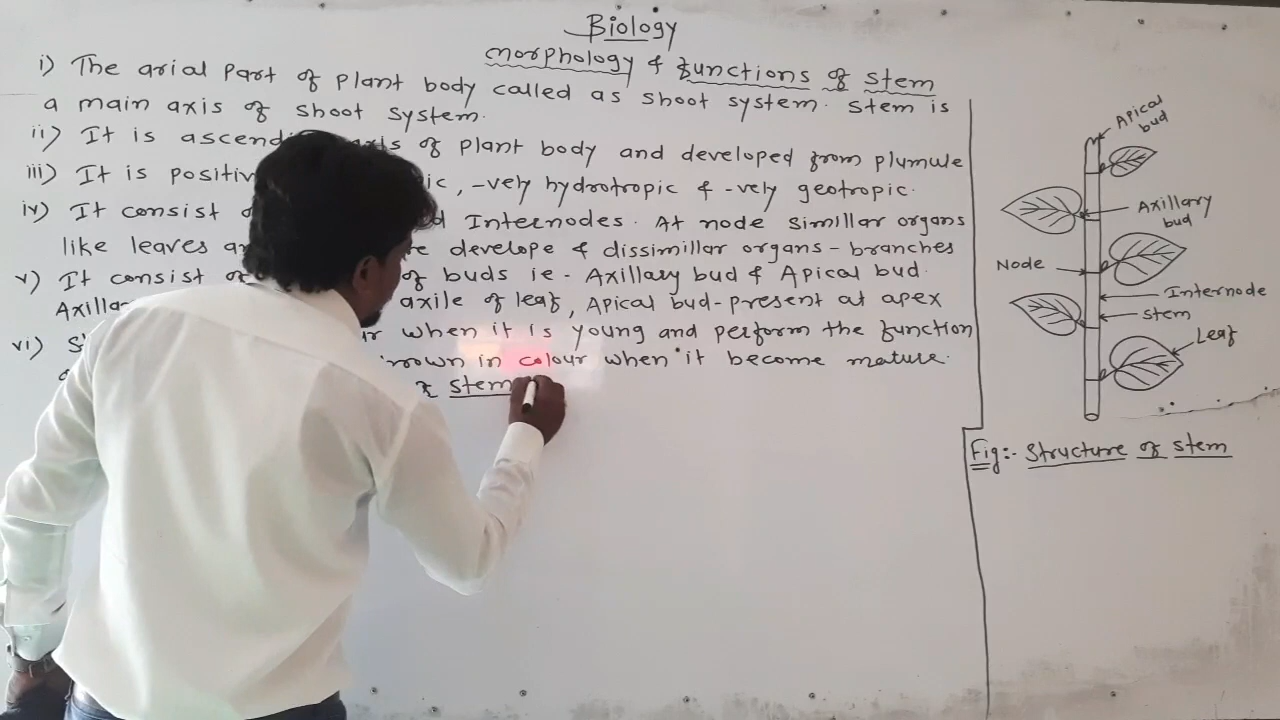 Biology
Morphology & functions of stem
i) The arial part of plant body called as shoot system. Stem is
a main axis of shoot system.
ii) It is ascend of plant body and developed from plumule
iii) It is positiv ic, -vely hydrotropic & -vely geotropic.
iv) It consist Internodes. At node simillar organs
like leaves develope & dissimillar organs - branches
v) It consist of of buds ie - Axillary bud & Apical bud.
Axilla axile of leaf, Apical bud - present at apex
vi) when it is young and perform the function
in colour when it become mature.
stem
Apical
bud
Axillary
bud
Node
Internode
stem
Leaf
Fig:- Structure of stem